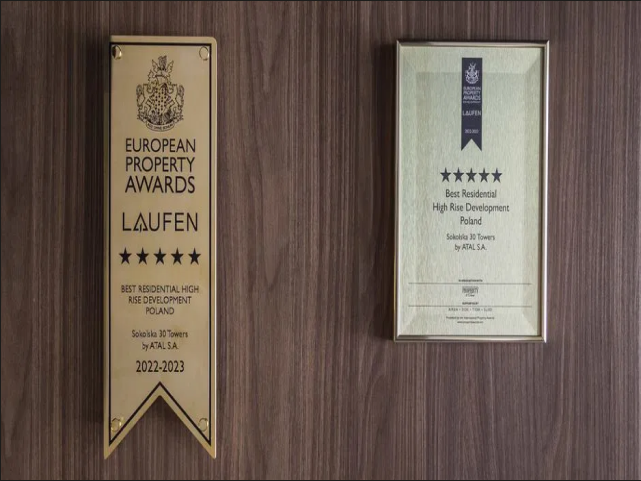 EUROPEAN
PROPERTY
AWARDS
LAUFEN
★★★★★
BEST RESIDENTIAL HIGH-
RISE DEVELOPMENT
POLAND
Sokolska 30 Towers
by ATAL S.A.
2022-2023
EUROPEAN
PROPERTY
AWARDS
LAUFEN
2022-2023
★★★★★
Best Residential
High Rise Development
Poland
Sokolska 30 Towers
by ATAL S.A.
PROPERTY